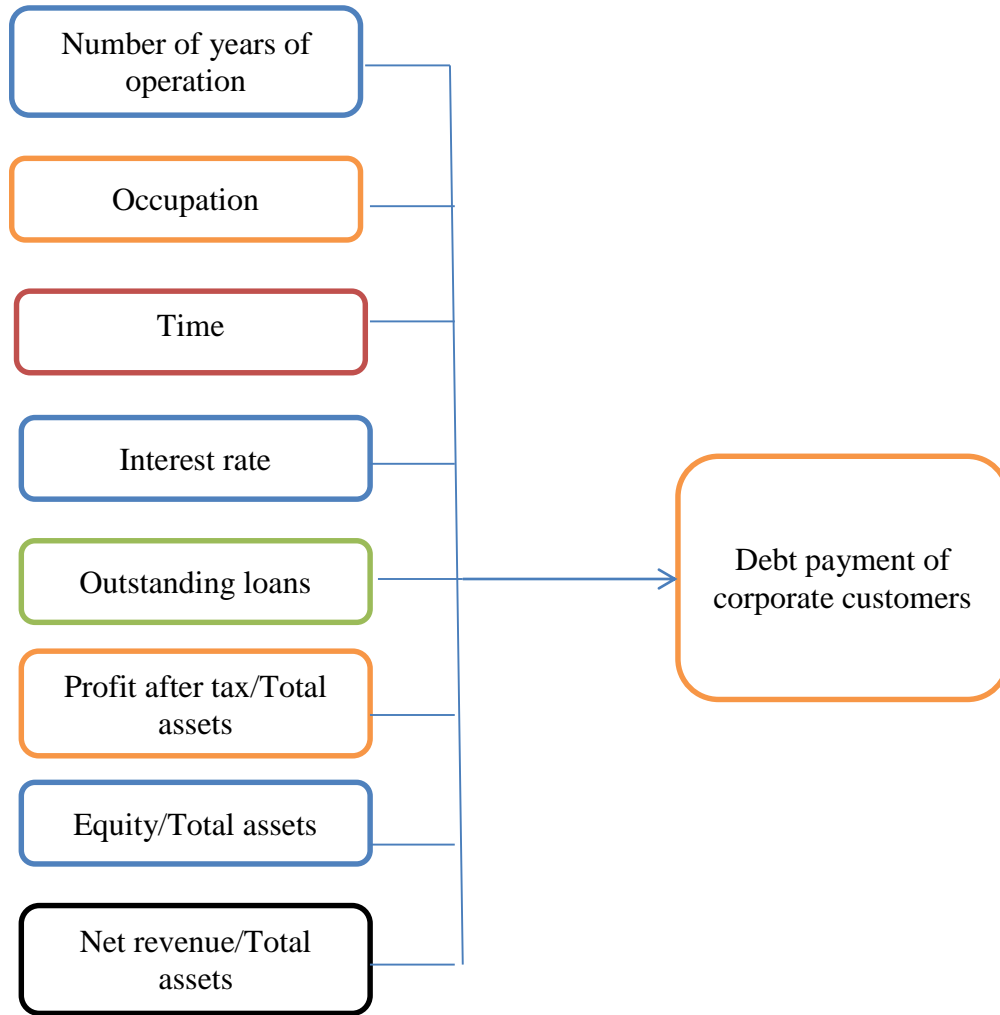 Number of years of
operation
Occupation
Time
Interest rate
Outstanding loans
Profit after tax/Total
assets
Equity/Total assets
Net revenue/Total
assets
Debt payment of
corporate customers